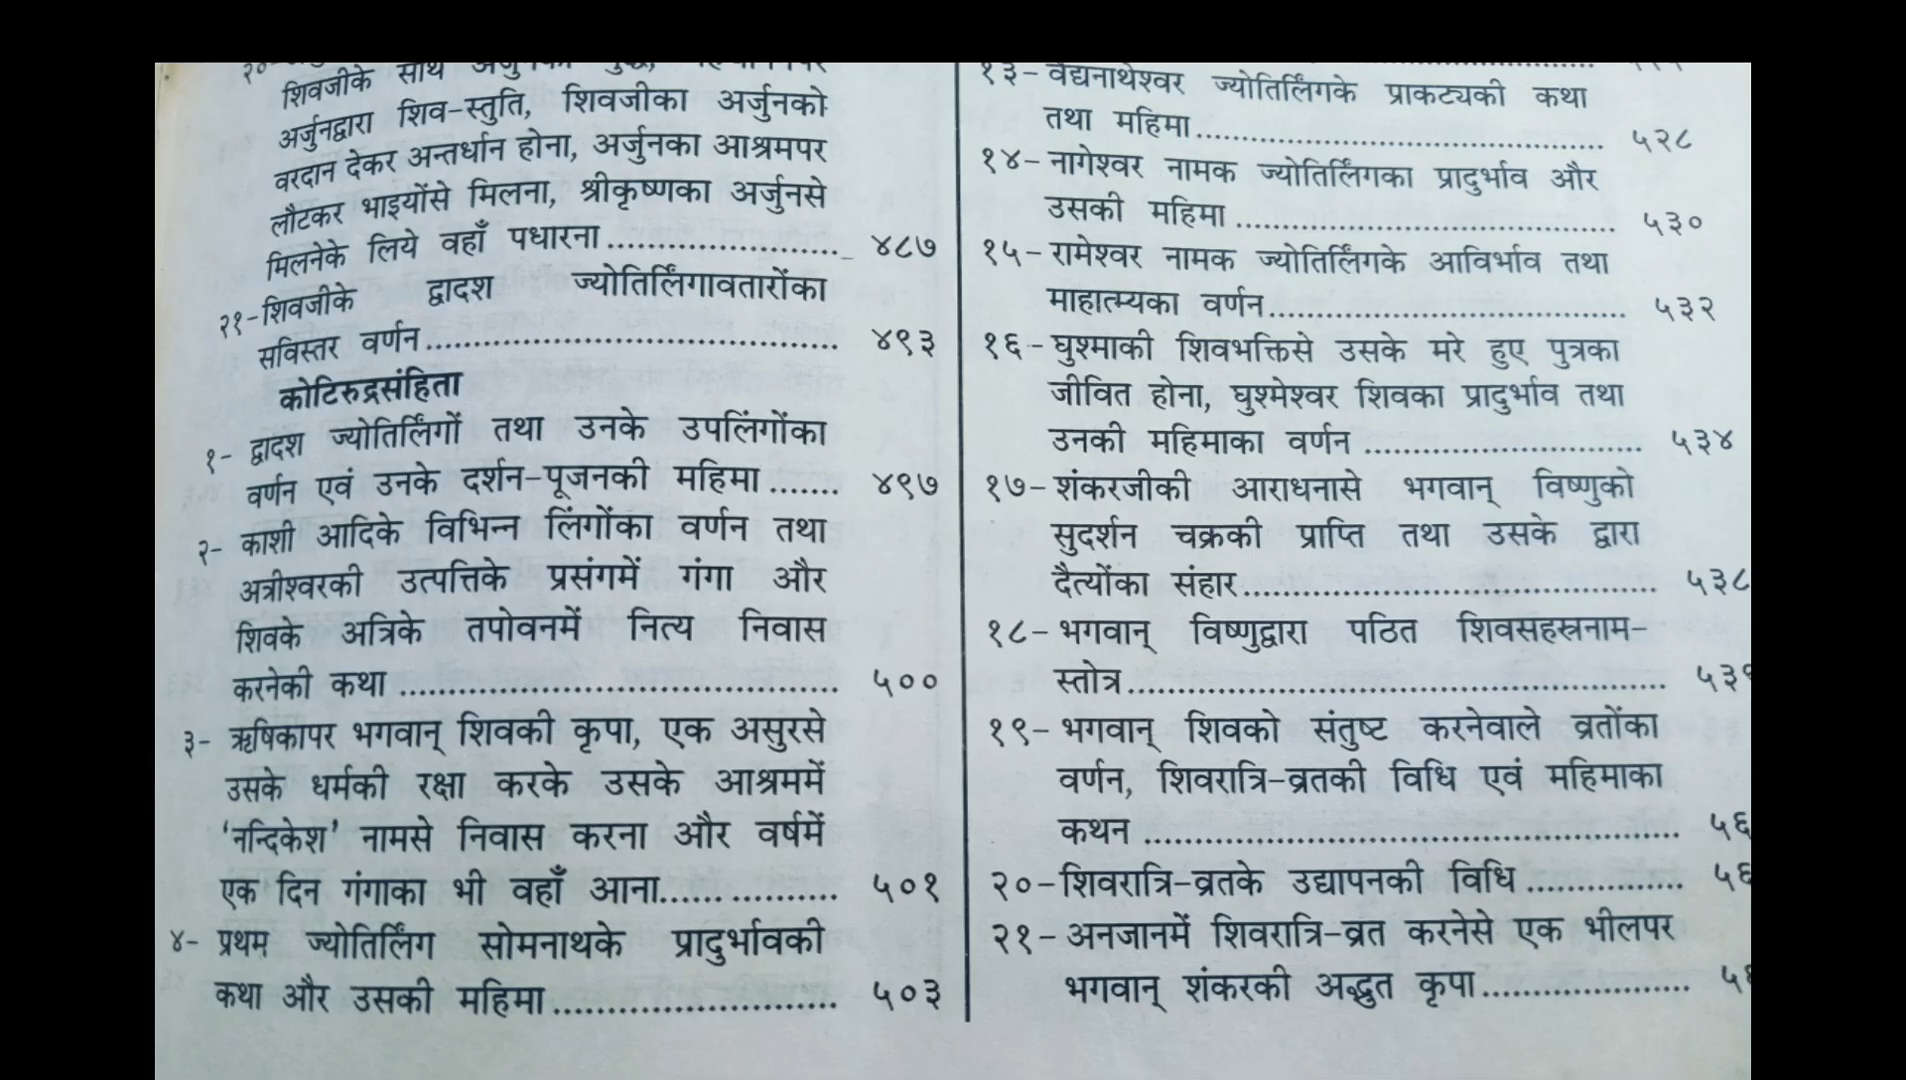 शिवजीके साथ
अर्जुनद्वारा शिव-स्तुति, शिवजीका अर्जुनको
वरदान देकर अन्तर्धान होना, अर्जुनका आश्रमपर
लौटकर भाइयोंसे मिलना, श्रीकृष्णका अर्जुनसे
मिलनेके लिये वहाँ पधारना...................... ४८७
२१-शिवजीके द्वादश ज्योतिर्लिंगावतारोंका
सविस्तर वर्णन........................................ ४९३
कोटिरुद्रसंहिता
१- द्वादश ज्योतिर्लिंगों तथा उनके उपलिंगोंका
वर्णन एवं उनके दर्शन-पूजनकी महिमा....... ४९७
२- काशी आदिके विभिन्न लिंगोंका वर्णन तथा
अत्रीश्वरकी उत्पत्तिके प्रसंगमें गंगा और
शिवके अत्रिके तपोवनमें नित्य निवास
करनेकी कथा.......................................... ५००
३- ऋषिकापर भगवान् शिवकी कृपा, एक असुरसे
उसके धर्मकी रक्षा करके उसके आश्रममें
‘नन्दिकेश’ नामसे निवास करना और वर्षमें
एक दिन गंगाका भी वहाँ आना................. ५०१
४- प्रथम ज्योतिर्लिंग सोमनाथके प्रादुर्भावकी
कथा और उसकी महिमा........................... ५०३
१३- वैद्यनाथेश्वर ज्योतिर्लिंगके प्राकट्यकी कथा
तथा महिमा......................................... ५२८
१४- नागेश्वर नामक ज्योतिर्लिंगका प्रादुर्भाव और
उसकी महिमा...................................... ५३०
१५- रामेश्वर नामक ज्योतिर्लिंगके आविर्भाव तथा
माहात्म्यका वर्णन.................................... ५३२
१६- घुश्माकी शिवभक्तिसे उसके मरे हुए पुत्रका
जीवित होना, घुश्मेश्वर शिवका प्रादुर्भाव तथा
उनकी महिमाका वर्णन............................ ५३४
१७- शंकरजीकी आराधनासे भगवान् विष्णुको
सुदर्शन चक्रकी प्राप्ति तथा उसके द्वारा
दैत्योंका संहार......................................... ५३८
१८- भगवान् विष्णुद्वारा पठित शिवसहस्रनाम-
स्तोत्र...................................................... ५३९
१९- भगवान् शिवको संतुष्ट करनेवाले व्रतोंका
वर्णन, शिवरात्रि-व्रतकी विधि एवं महिमाका
कथन.....................................................
२०- शिवरात्रि-व्रतके उद्यापनकी विधि................
२१- अनजानमें शिवरात्रि-व्रत करनेसे एक भीलपर
भगवान् शंकरकी अद्भुत कृपा.....................